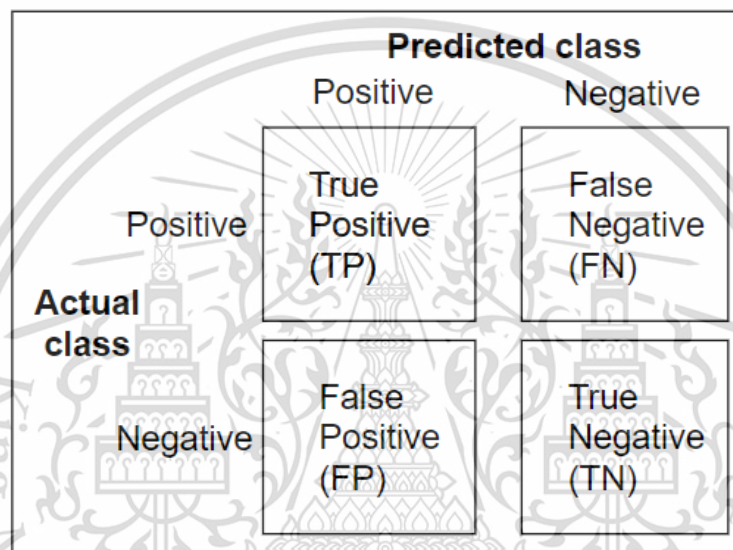 Predicted class
Positive Negative
True
Positive
(TP)
False
Negative
(FN)
Positive
Actual
class
False
Positive
(FP)
True
Negative
(TN)
Negative